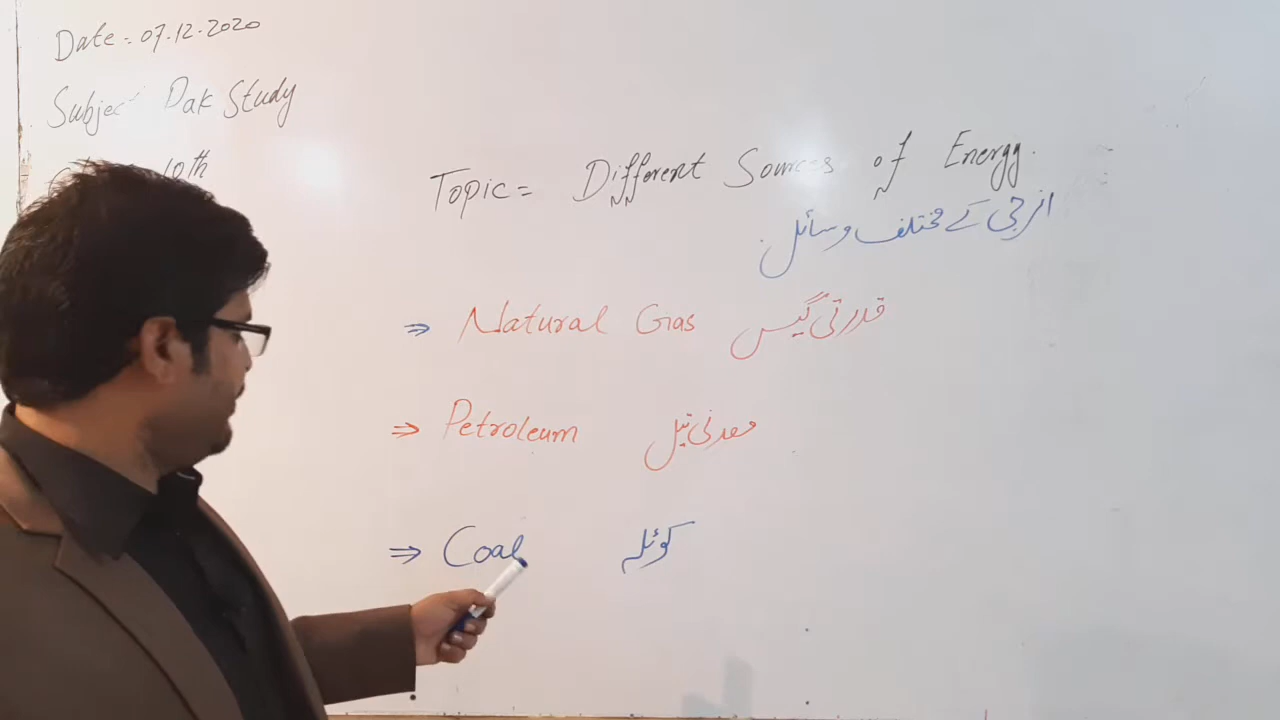 Date = 07.12.2020
Subject Pak Study
10th
Topic = Different Sources of Energy.
انرجی کے مختلف وسائل
⇒ Natural Gas قدرتی گیس
⇒ Petroleum معدنی تیل
⇒ Coal کوئلہ